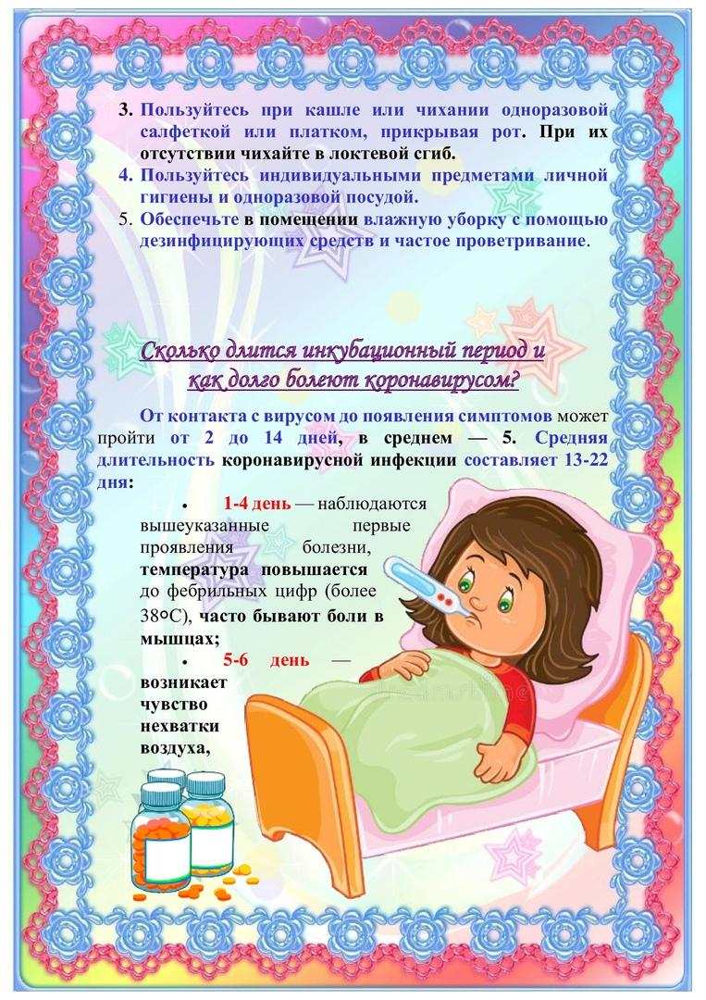 3. Пользуйтесь при кашле или чихании одноразовой
салфеткой или платком, прикрывая рот. При их
отсутствии чихайте в локтевой сгиб.
4. Пользуйтесь индивидуальными предметами личной
гигиены и одноразовой посудой.
5. Обеспечьте в помещении влажную уборку с помощью
дезинфицирующих средств и частое проветривание.
Сколько длится инкубационный период и
как долго болеют коронавирусом?
От контакта с вирусом до появления симптомов может
пройти от 2 до 14 дней, в среднем — 5. Средняя
длительность коронавирусной инфекции составляет 13-22
дня:
• 1-4 день — наблюдаются
вышеуказанные первые
проявления болезни,
температура повышается
до фебрильных цифр (более
38ºС), часто бывают боли в
мышцах;
• 5-6 день —
возникает
чувство
нехватки
воздуха,
dreamstime